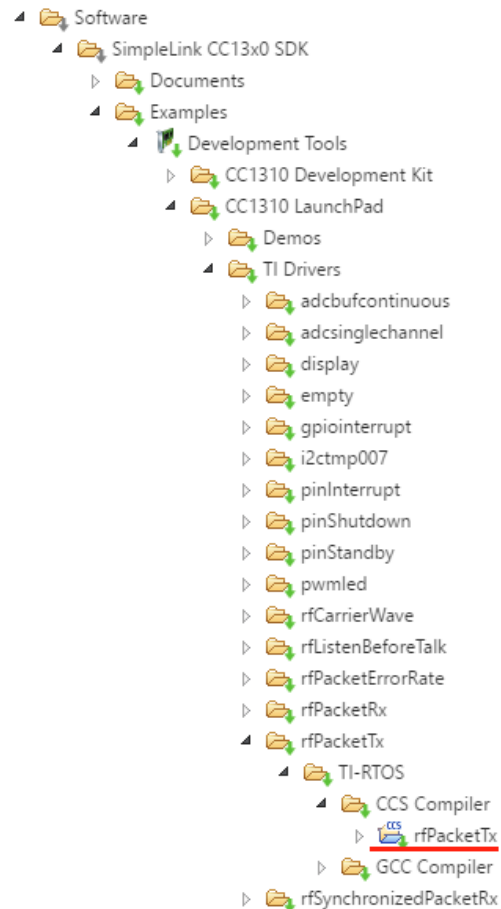 Software
SimpleLink CC13x0 SDK
Documents
Examples
Development Tools
CC1310 Development Kit
CC1310 LaunchPad
Demos
TI Drivers
adcbufcontinuous
adcsinglechannel
display
empty
gpiointerrupt
i2ctmp007
pinInterrupt
pinShutdown
pinStandby
pwmled
rfCarrierWave
rfListenBeforeTalk
rfPacketErrorRate
rfPacketRx
rfPacketTx
TI-RTOS
CCS Compiler
CCS rfPacketTx
GCC Compiler
rfSynchronizedPacketRx